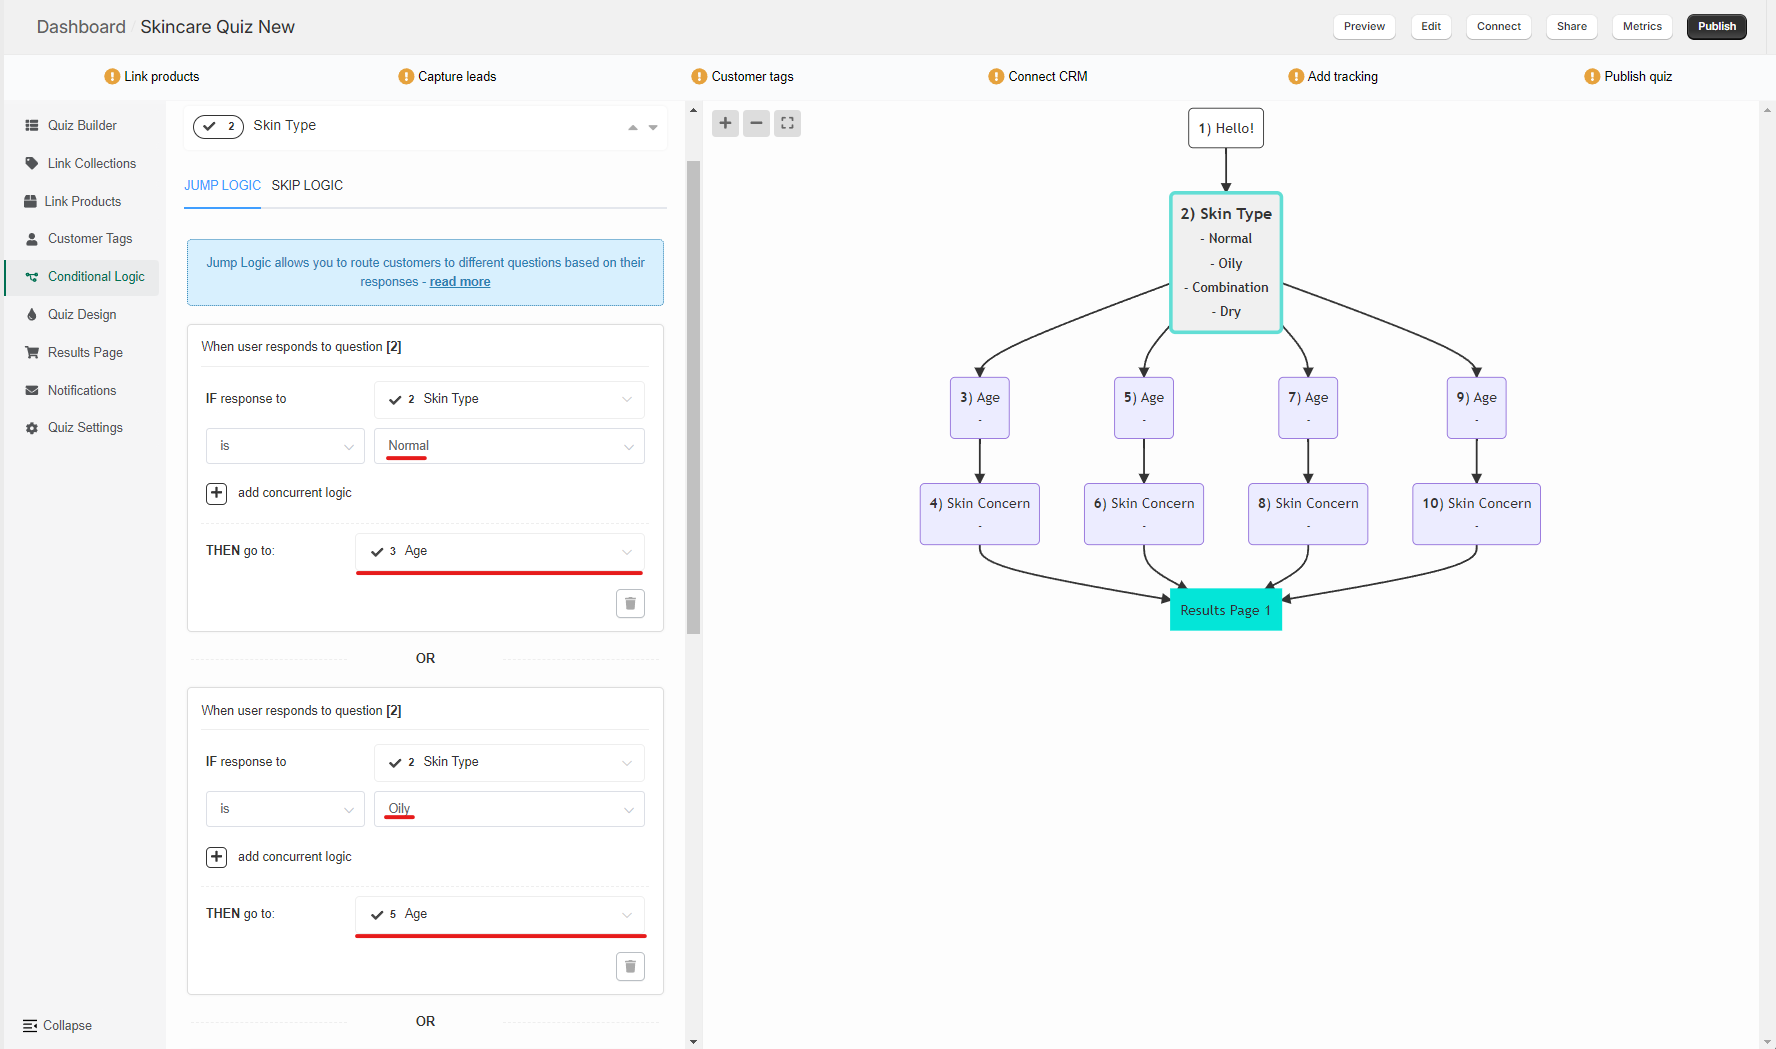 Dashboard / Skincare Quiz New
Preview
Edit
Connect
Share
Metrics
Publish
Link products
Capture leads
Customer tags
Connect CRM
Add tracking
Publish quiz
Quiz Builder
Link Collections
Link Products
Customer Tags
Conditional Logic
Quiz Design
Results Page
Notifications
Quiz Settings
Collapse
2 Skin Type
JUMP LOGIC SKIP LOGIC
Jump Logic allows you to route customers to different questions based on their
responses - read more
When user responds to question [2]
IF response to
2 Skin Type
is
Normal
add concurrent logic
THEN go to:
3 Age
OR
When user responds to question [2]
IF response to
2 Skin Type
is
Oily
add concurrent logic
THEN go to:
5 Age
OR
1) Hello!
2) Skin Type
- Normal
- Oily
- Combination
- Dry
3) Age
-
5) Age
-
7) Age
-
9) Age
-
4) Skin Concern
-
6) Skin Concern
-
8) Skin Concern
-
10) Skin Concern
-
Results Page 1